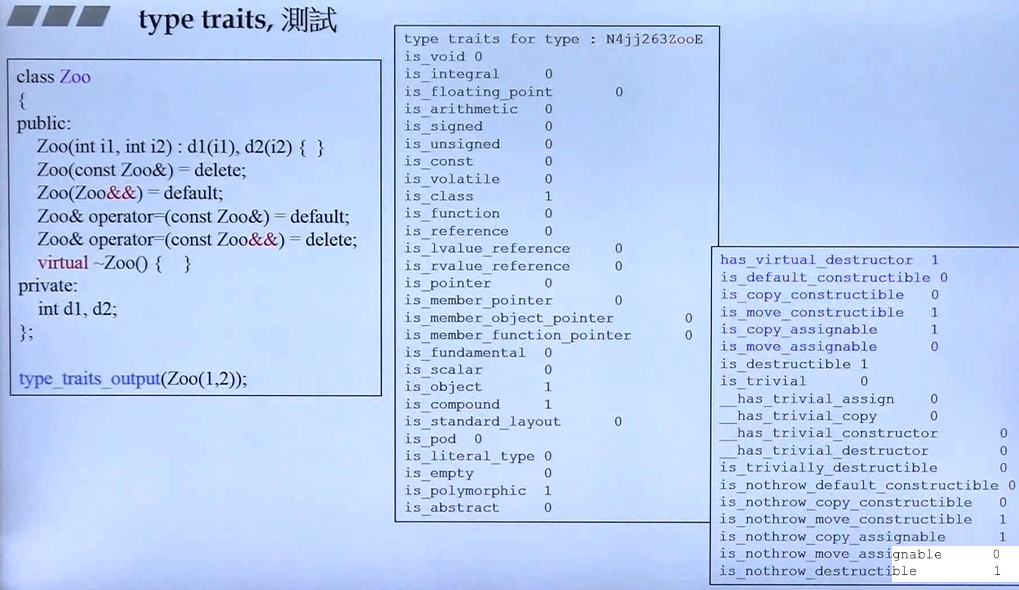 type traits, 測試
class Zoo
{
public:
Zoo(int i1, int i2) : d1(i1), d2(i2) { }
Zoo(const Zoo&) = delete;
Zoo(Zoo&&) = default;
Zoo& operator=(const Zoo&) = default;
Zoo& operator=(const Zoo&&) = delete;
virtual ~Zoo() { }
private:
int d1, d2;
};
type_traits_output(Zoo(1,2));
type traits for type : N4jj263ZooE
is_void 0
is_integral 0
is_floating_point 0
is_arithmetic 0
is_signed 0
is_unsigned 0
is_const 0
is_volatile 0
is_class 1
is_function 0
is_reference 0
is_lvalue_reference 0
is_rvalue_reference 0
is_pointer 0
is_member_pointer 0
is_member_object_pointer 0
is_member_function_pointer 0
is_fundamental 0
is_scalar 0
is_object 1
is_compound 1
is_standard_layout 0
is_pod 0
is_literal_type 0
is_empty 0
is_polymorphic 1
is_abstract 0
has_virtual_destructor 1
is_default_constructible 0
is_copy_constructible 0
is_move_constructible 1
is_copy_assignable 1
is_move_assignable 0
is_destructible 1
is_trivial 0
__has_trivial_assign 0
__has_trivial_copy 0
__has_trivial_constructor 0
__has_trivial_destructor 0
is_trivially_destructible 0
is_nothrow_default_constructible 0
is_nothrow_copy_constructible 0
is_nothrow_move_constructible 1
is_nothrow_copy_assignable 1
is_nothrow_move_assignable 0
is_nothrow_destructible 1